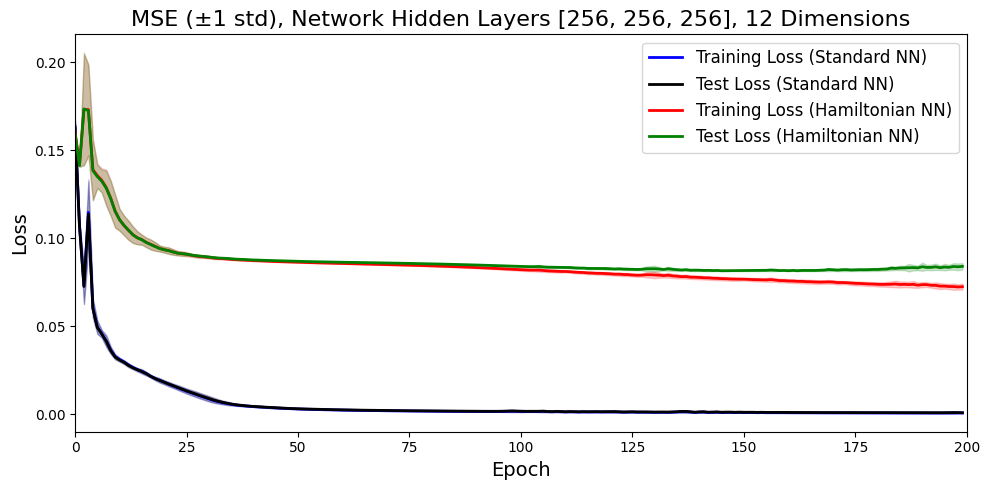 MSE (±1 std), Network Hidden Layers [256, 256, 256], 12 Dimensions
Training Loss (Standard NN)
Test Loss (Standard NN)
Training Loss (Hamiltonian NN)
Test Loss (Hamiltonian NN)
Loss
0.20
0.15
0.10
0.05
0.00
0 25 50 75 100 125 150 175 200
Epoch